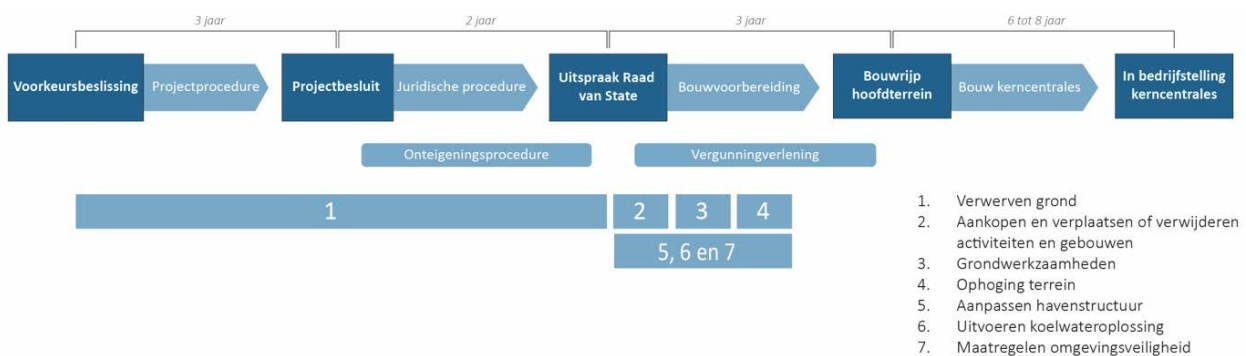 3 jaar
2 jaar
3 jaar
6 tot 8 jaar
Voorkeursbeslissing
Projectprocedure
Projectbesluit
Juridische procedure
Uitspraak Raad
van State
Bouwvoorbereiding
Bouwrijp
hoofdterrein
Bouw kerncentrales
In bedrijfstelling
kerncentrales
Onteigeningsprocedure
Vergunningverlening
1
2
3
4
5, 6 en 7
1. Verwerven grond
2. Aankopen en verplaatsen of verwijderen
activiteiten en gebouwen
3. Grondwerkzaamheden
4. Ophoging terrein
5. Aanpassen havenstructuur
6. Uitvoeren koelwateroplossing
7. Maatregelen omgevingsveiligheid